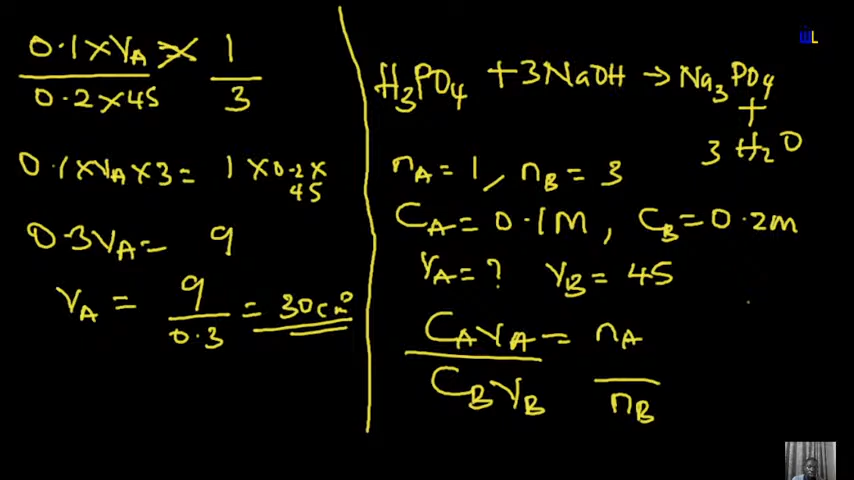 0.1 x VA 1
0.2 x 45 3
0.1 x VA x 3 = 1 x 0.2 x
45
0.3VA = 9
VA = 9 = 30cm³
0.3
H₃PO₄ + 3NaOH → Na₃PO₄
+
3 H₂O
nA = 1, nB = 3
CA = 0.1M, CB = 0.2m
VA = ? VB = 45
CAVA = nA
CBVB nB